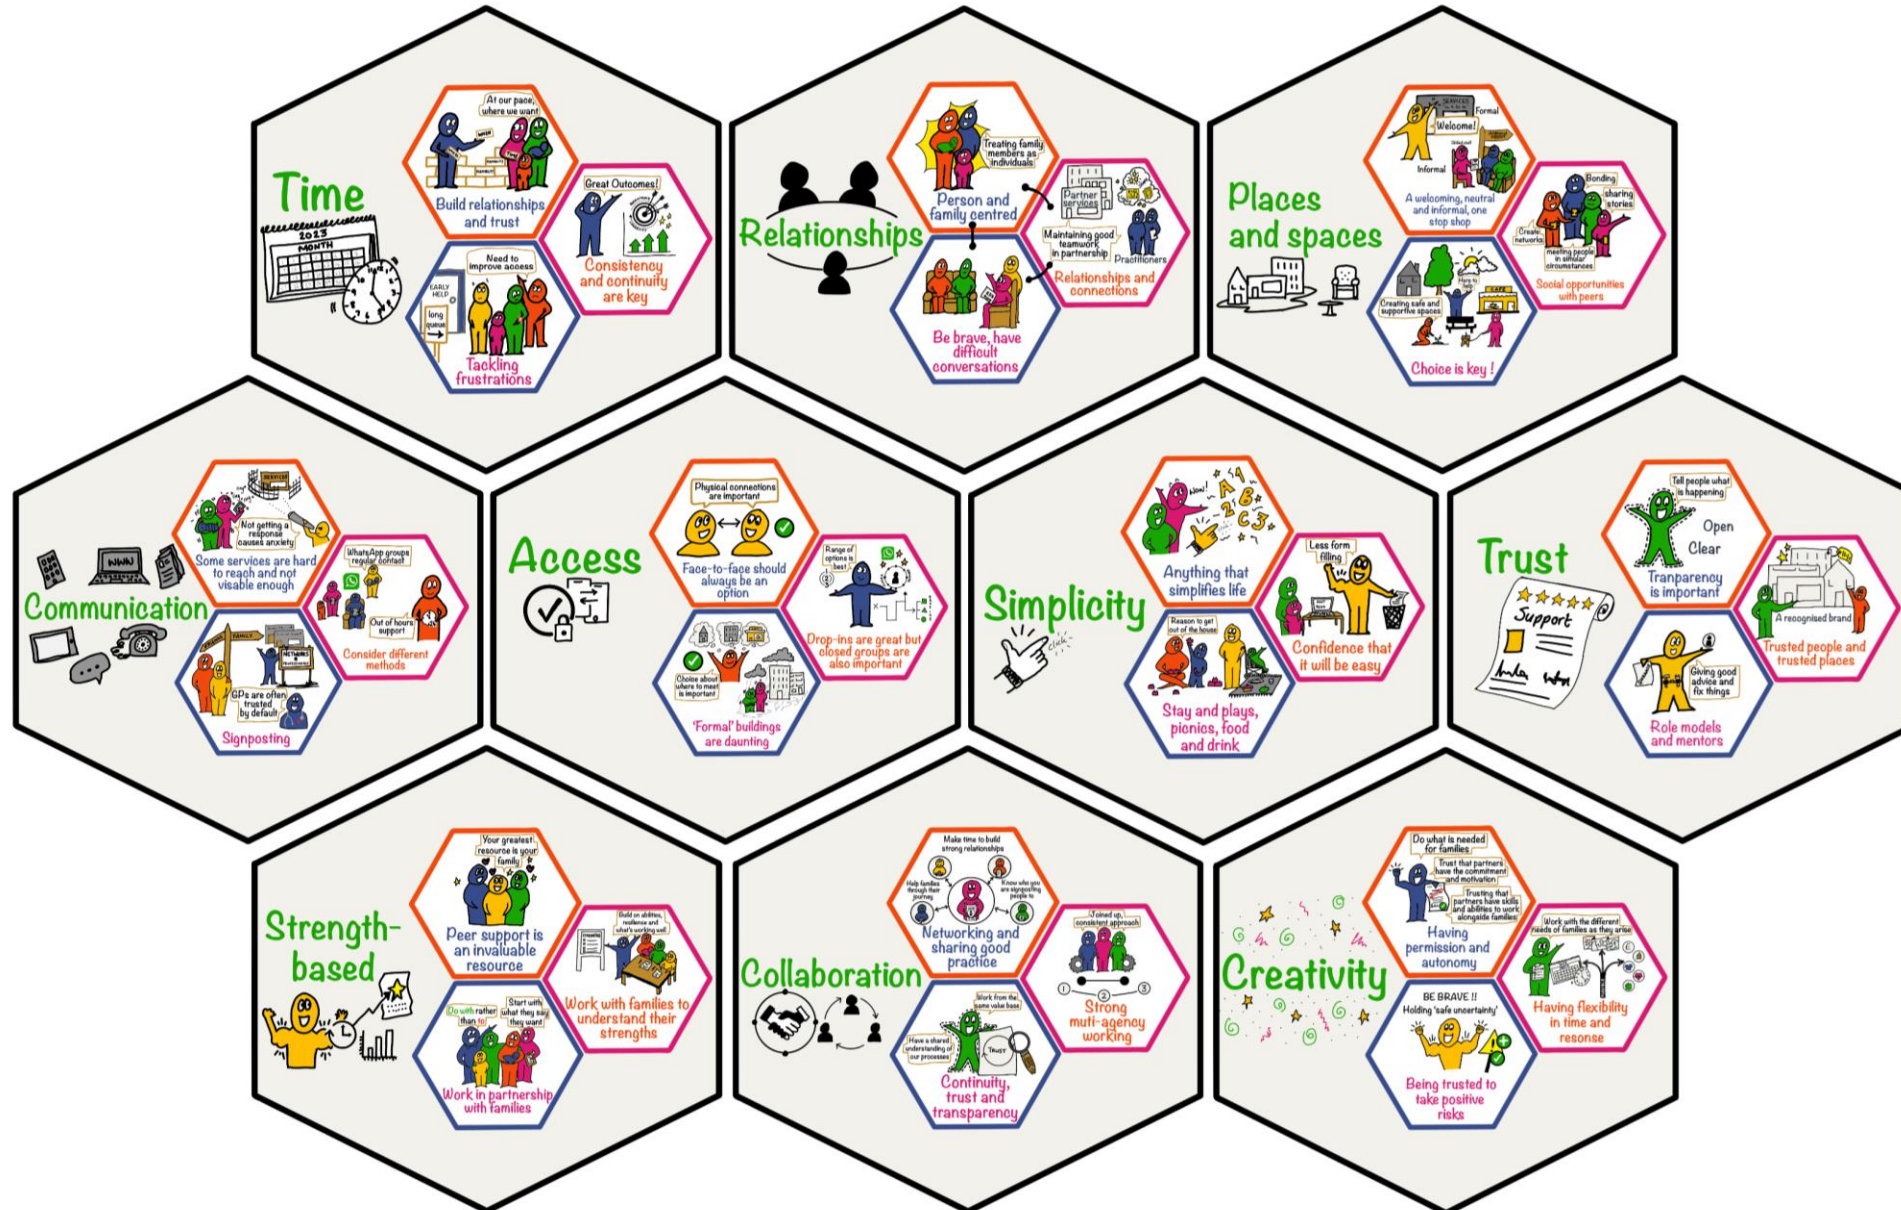 Time
2023
MONTH
At our pace,
where we want
Build relationships
and trust
Great Outcomes!
Consistency
and continuity
are key
Need to
improve access
EARLY
HELP
long
queue
Tackling
frustrations
Relationships
Treating family
members as
individuals
Person and
family centred
Partner
services
Maintaining good
teamwork
in partnership
Practitioners
Relationships and
connections
Be brave, have
difficult
conversations
Places
and spaces
SERVICES
Formal
Welcome!
Informal
A welcoming, neutral
and informal, one
stop shop
Bonding,
sharing
stories
Create
networks
meeting people
in similar
circumstances
Social opportunities
with peers
Here to
help
CAFE
Creating safe and
supportive spaces
Choice is key !
Communication
WWW
SERVICES
Not getting a
response
causes anxiety
Some services are hard
to reach and not
visable enough
WhatsApp groups
regular contact
Out of hours
support
Consider different
methods
FAMILY
NETWORKS
GPs are often
trusted
by default
Signposting
Access
Physical connections
are important
Face-to-face should
always be an
option
Range of
options is
best
Drop-ins are great but
closed groups are
also important
Choice about
where to meet
is important
'Formal' buildings
are daunting
Simplicity
Click!
Wow!
A 1
B
2 C 3
Anything that
simplifies life
Less form
filling
Confidence that
it will be easy
Reason to get
out of the house
Stay and plays,
picnics, food
and drink
Trust
Support
Tell people what
is happening
Open
Clear
Tranparency
is important
A recognised brand
Trusted people and
trusted places
Giving good
advice and
fix things
Role models
and mentors
Strength-
based
Your greatest
resource is your
family
Peer support is
an invaluable
resource
Build on abilities,
resilience and
what's working well
Work with families to
understand their
strengths
Do with rather
than to
Start with
what they say
they want
Work in partnership
with families
Collaboration
Make time to build
strong relationships
Help families
through their
journey
Know who you
are signposting
people to
Networking and
sharing good
practice
Joined up,
consistent approach
1
2
3
Strong
muti-agency
working
Work from the
same value base
Have a shared
understanding of
our processes
TRUST
Continuity,
trust and
transparency
Creativity
Do what is needed
for families
Trust that partners
have the commitment
and motivation
Trusting that
partners have skills
and abilities to work
alongside families
Having
permission and
autonomy
Work with the different
needs of families as they arise
Having flexibility
in time and
resonse
BE BRAVE !!
Holding 'safe uncertainty'
Being trusted to
take positive
risks